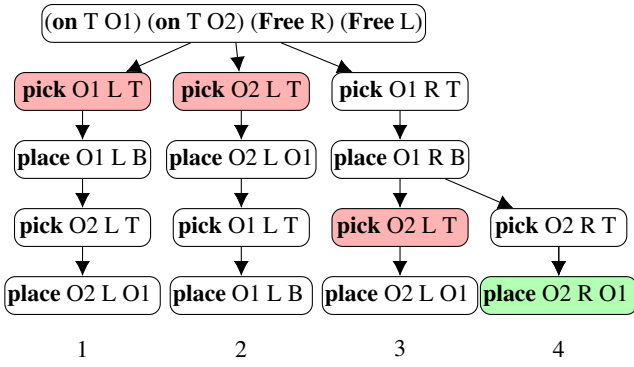 (on T O1) (on T O2) (Free R) (Free L)
pick O1 L T
pick O2 L T
pick O1 R T
place O1 L B
place O2 L O1
place O1 R B
pick O2 L T
pick O1 L T
pick O2 L T
pick O2 R T
place O2 L O1
place O1 L B
place O2 L O1
place O2 R O1
1
2
3
4